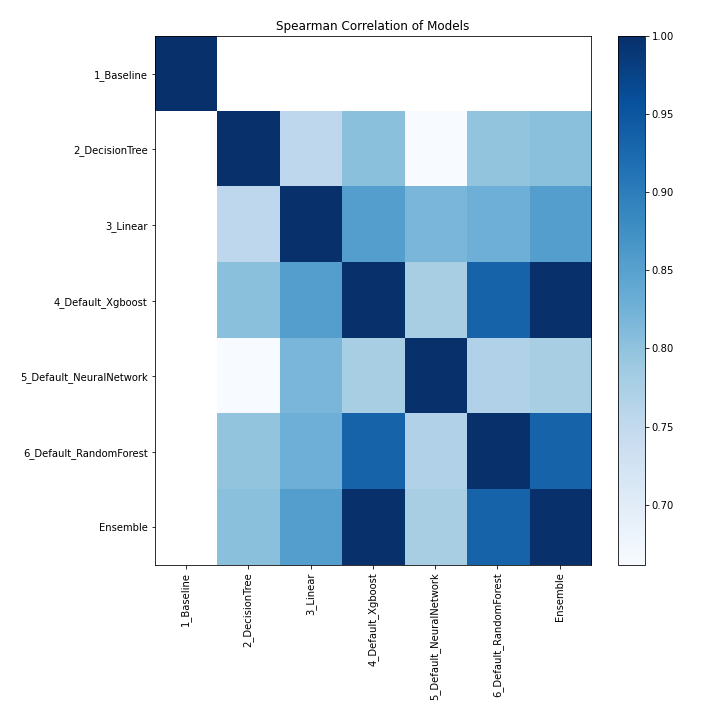 Spearman Correlation of Models
1_Baseline
2_DecisionTree
3_Linear
4_Default_Xgboost
5_Default_NeuralNetwork
6_Default_RandomForest
Ensemble
1_Baseline
2_DecisionTree
3_Linear
4_Default_Xgboost
5_Default_NeuralNetwork
6_Default_RandomForest
Ensemble
1.00
0.95
0.90
0.85
0.80
0.75
0.70